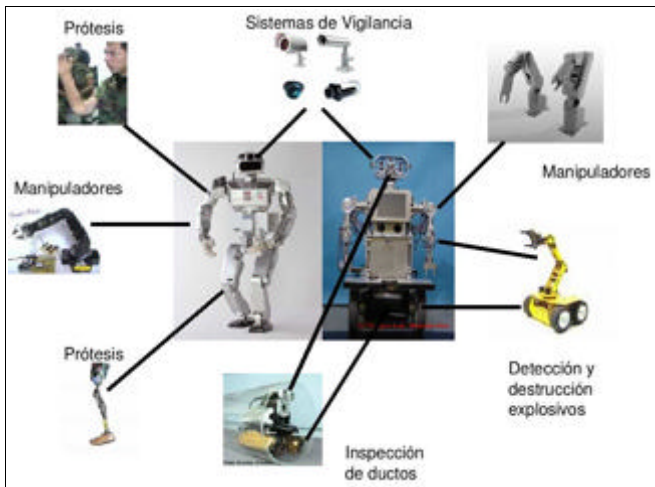 Prótesis
Sistemas de Vigilancia
Manipuladores
Manipuladores
Prótesis
Detección y
destrucción
explosivos
Inspección
de ductos